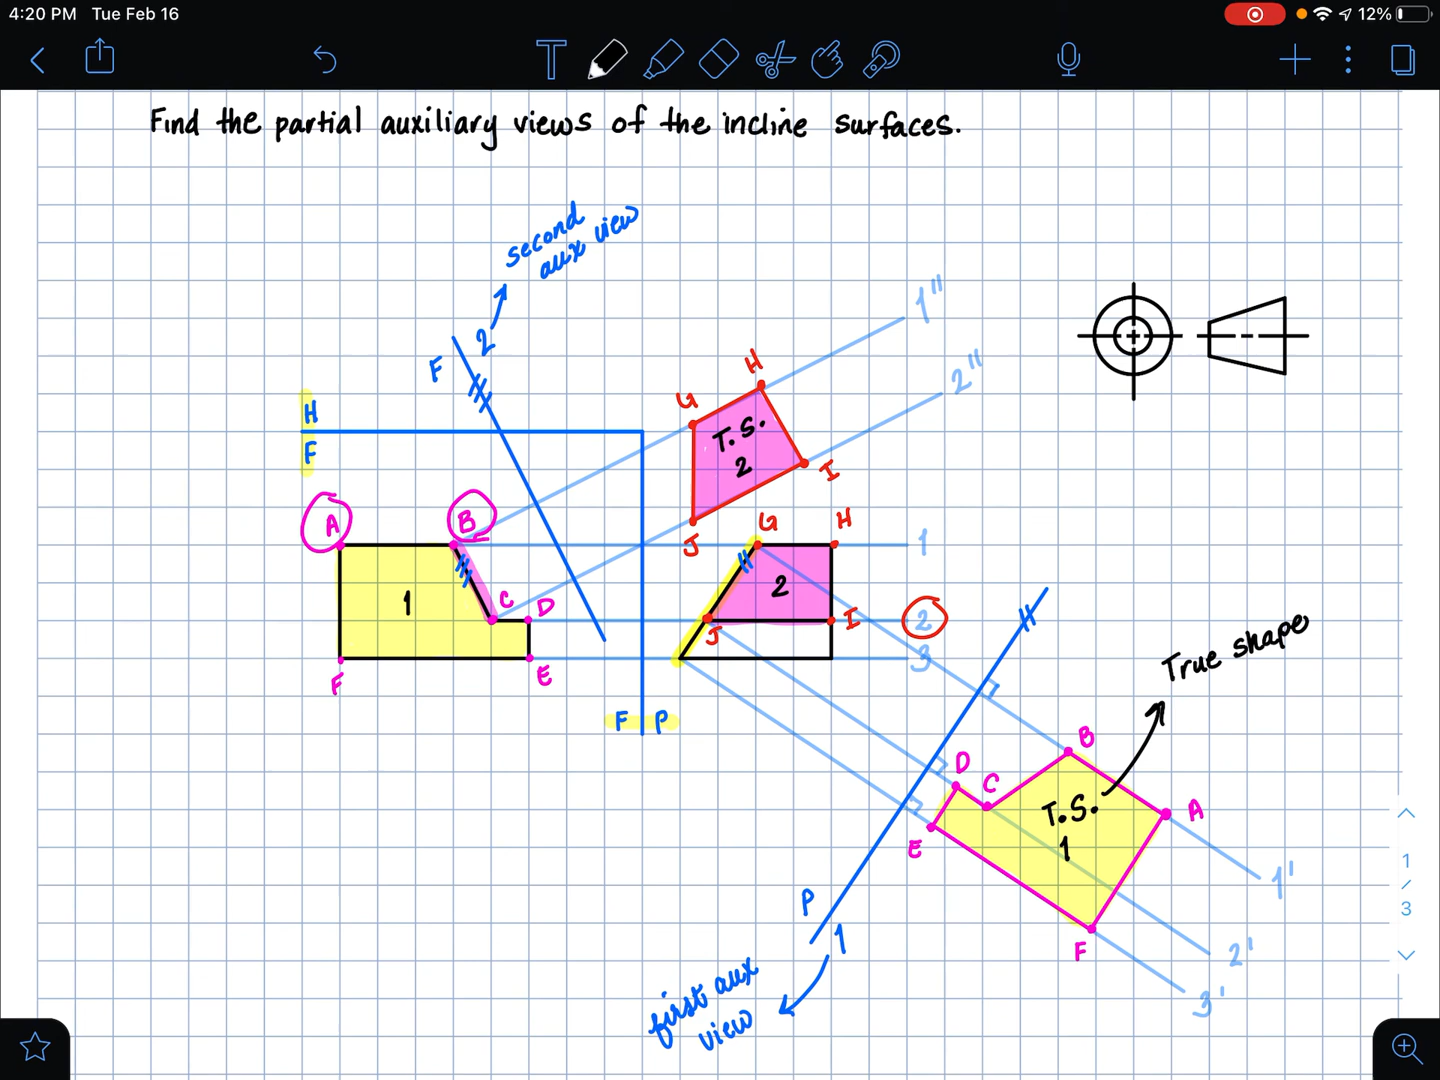 4:20 PM Tue Feb 16
12%
Find the partial auxiliary views of the incline surfaces.
second
aux view
F 2
1"
2"
H
F
G H
T.S.
2
I
J
A B
G H
1
1
C D
2
J I
2
F E
3
F P
True shape
D C B
A
T.S.
1
E
F
P
1
1'
2'
3'
first aux
view
1
/
3